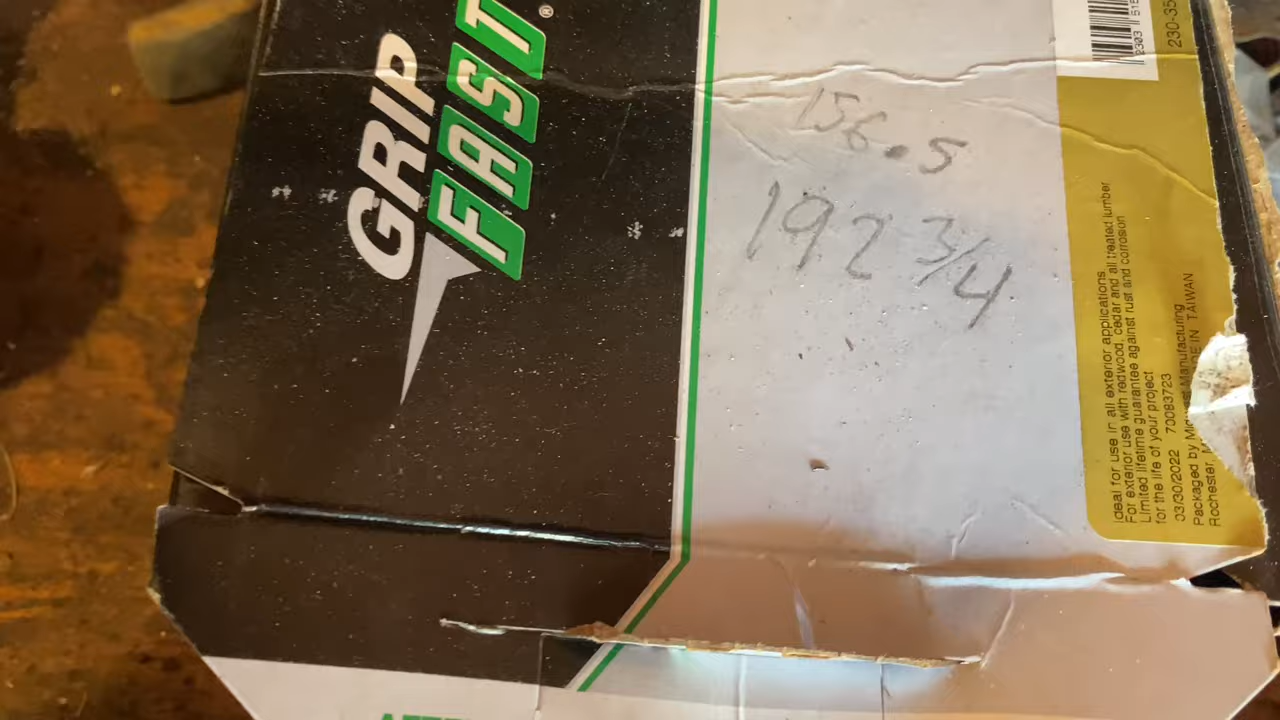 GRIP
FAST®
156.5
192 3/4
230-35
Ideal for use in all exterior applications.
For exterior use with redwood, cedar and all treated lumber
Limited lifetime guarantee against rust and corrosion
for the life of your project
03/30/2022 70083723
Packaged by Manufacturing
Rochester, IN TAIWAN